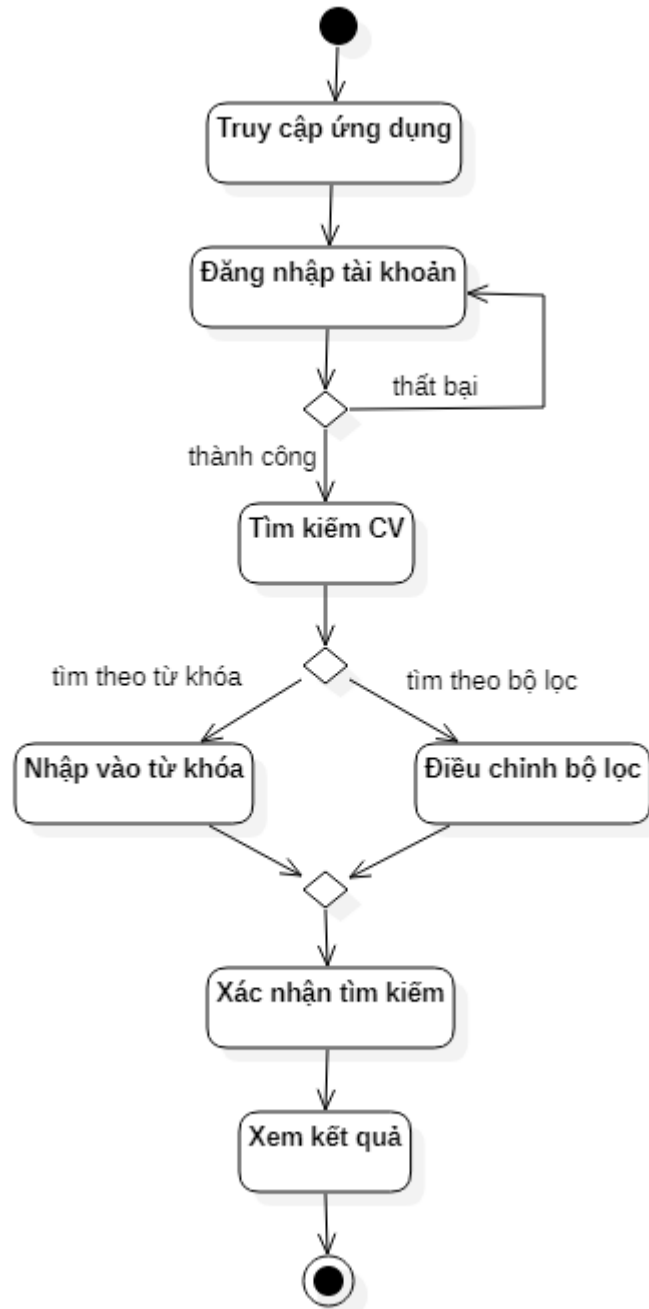 Truy cập ứng dụng
Đăng nhập tài khoản
thất bại
thành công
Tìm kiếm CV
tìm theo từ khóa
tìm theo bộ lọc
Nhập vào từ khóa
Điều chỉnh bộ lọc
Xác nhận tìm kiếm
Xem kết quả